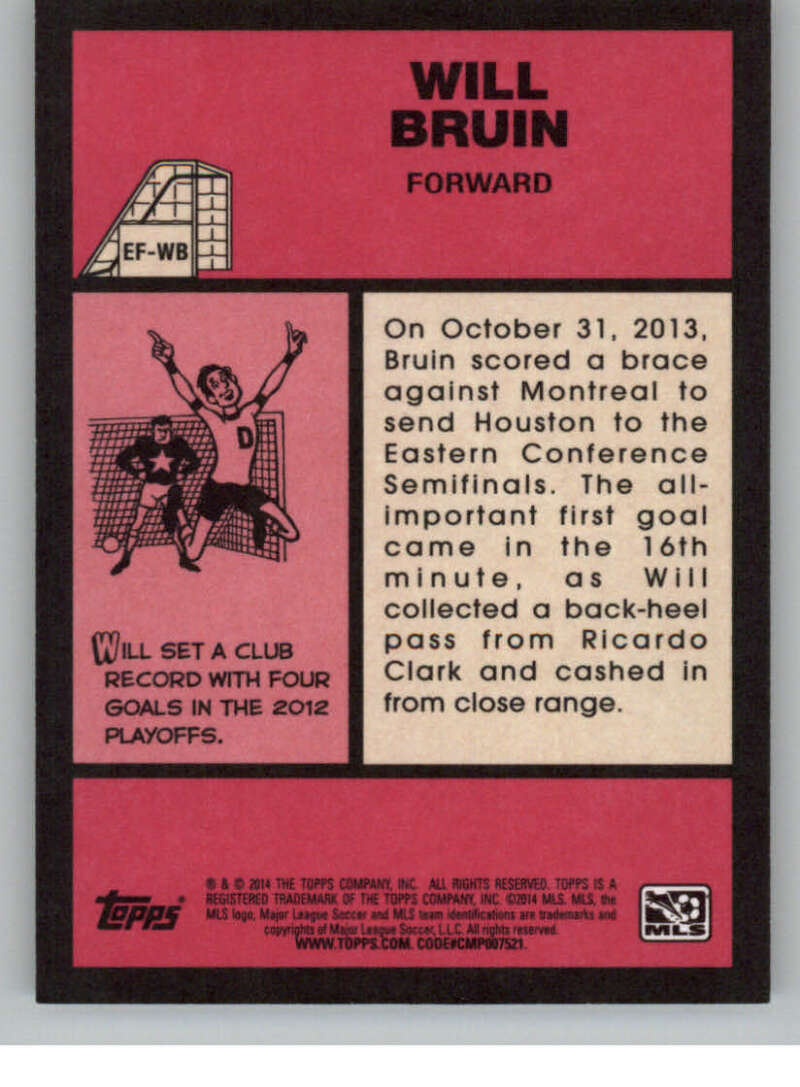 WILL
BRUIN
FORWARD
EF-WB
D
On October 31, 2013,
Bruin scored a brace
against Montreal to
send Houston to the
Eastern Conference
Semifinals. The all-
important first goal
came in the 16th
minute, as Will
collected a back-heel
pass from Ricardo
Clark and cashed in
from close range.
WILL SET A CLUB
RECORD WITH FOUR
GOALS IN THE 2012
PLAYOFFS.
topps®
® & © 2014 THE TOPPS COMPANY, INC. ALL RIGHTS RESERVED. TOPPS IS A
REGISTERED TRADEMARK OF THE TOPPS COMPANY, INC. ©2014 MLS. MLS, the
MLS logo, Major League Soccer and MLS team identifications are trademarks and
copyrights of Major League Soccer, L.L.C. All rights reserved.
WWW.TOPPS.COM. CODE#CMP007521.
MLS